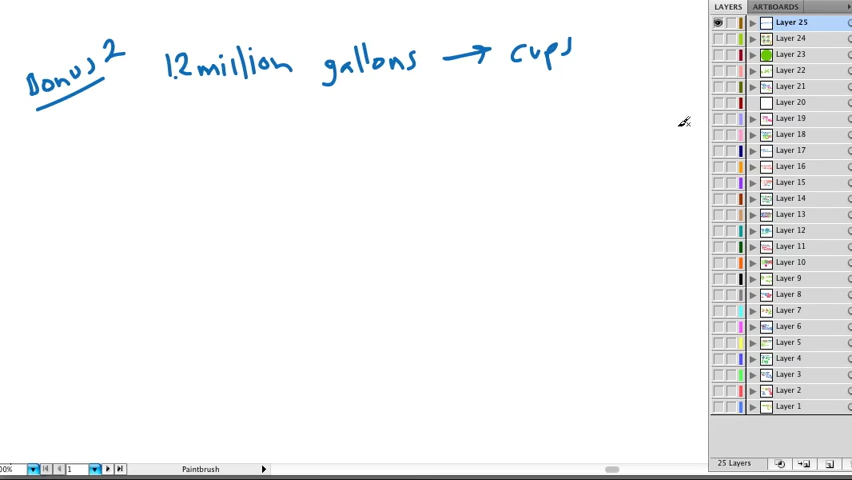 Bonus² 1.2 million gallons → cups
LAYERS ARTBOARDS
Layer 25
Layer 24
Layer 23
Layer 22
Layer 21
Layer 20
Layer 19
Layer 18
Layer 17
Layer 16
Layer 15
Layer 14
Layer 13
Layer 12
Layer 11
Layer 10
Layer 9
Layer 8
Layer 7
Layer 6
Layer 5
Layer 4
Layer 3
Layer 2
Layer 1
25 Layers
00% 1 Paintbrush